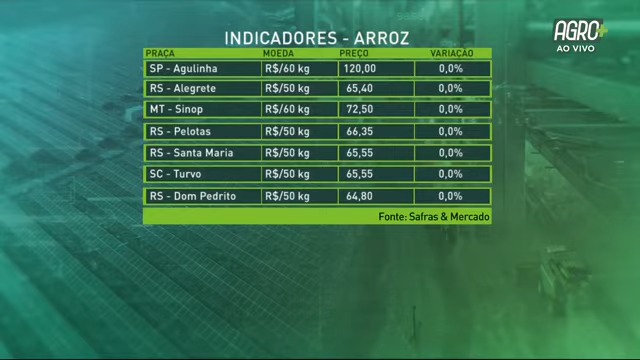 INDICADORES - ARROZ
AGRO+
AO VIVO
PRAÇA MOEDA PREÇO VARIAÇÃO
SP - Agulinha R$/60 kg 120,00 0,0%
RS - Alegrete R$/50 kg 65,40 0,0%
MT - Sinop R$/60 kg 72,50 0,0%
RS - Pelotas R$/50 kg 66,35 0,0%
RS - Santa Maria R$/50 kg 65,55 0,0%
SC - Turvo R$/50 kg 65,55 0,0%
RS - Dom Pedrito R$/50 kg 64,80 0,0%
Fonte: Safras & Mercado